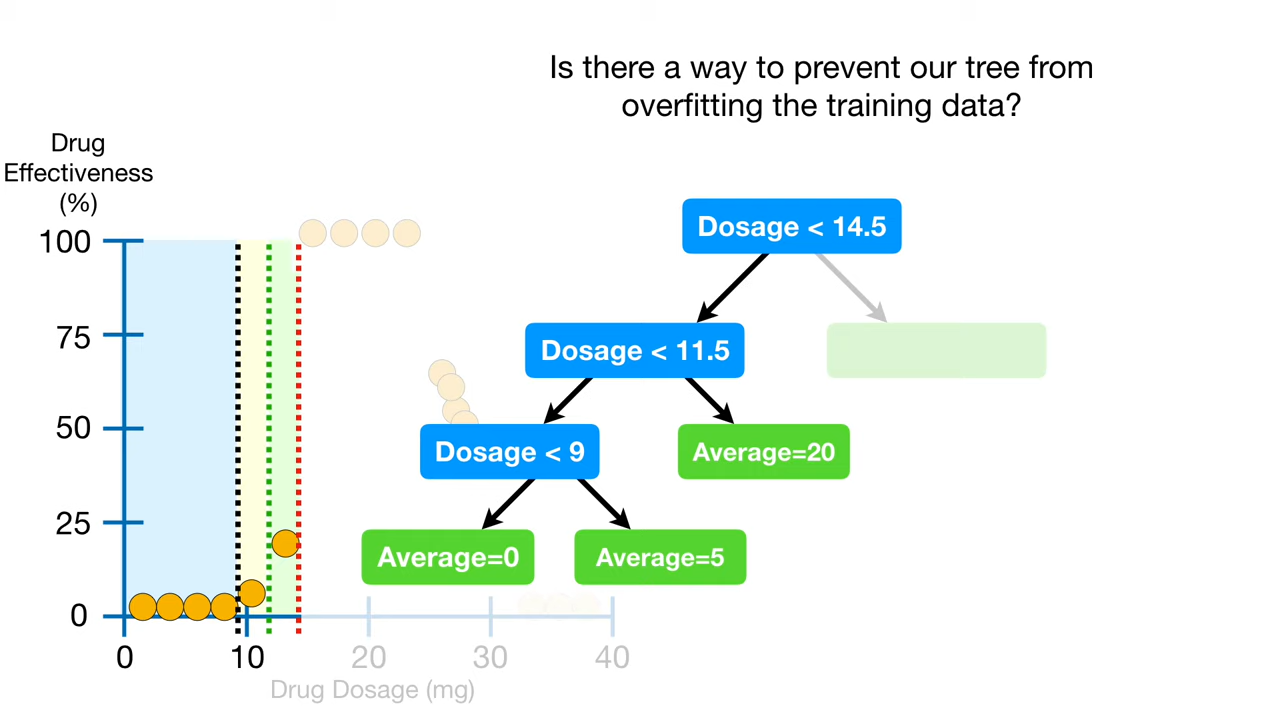 Is there a way to prevent our tree from
overfitting the training data?
Drug
Effectiveness
(%)
100
75
50
25
0
0
10
20
30
40
Drug Dosage (mg)
Dosage < 14.5
Dosage < 11.5
Dosage < 9
Average=20
Average=0
Average=5